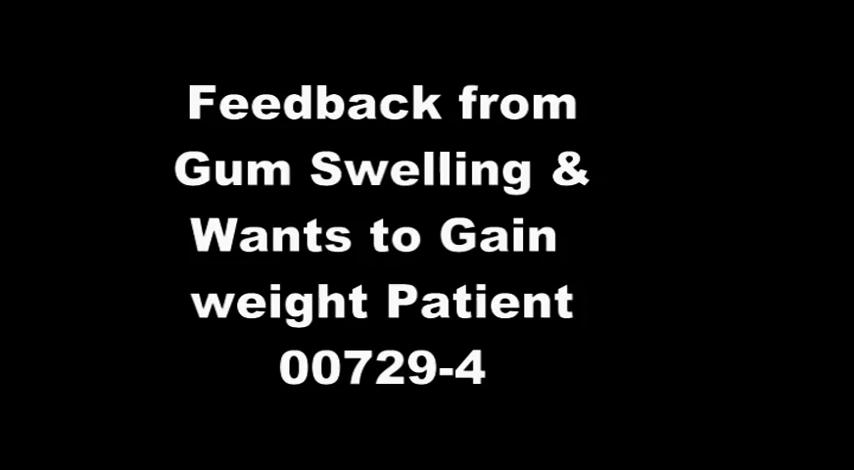 Feedback from
Gum Swelling &
Wants to Gain
weight Patient
00729-4